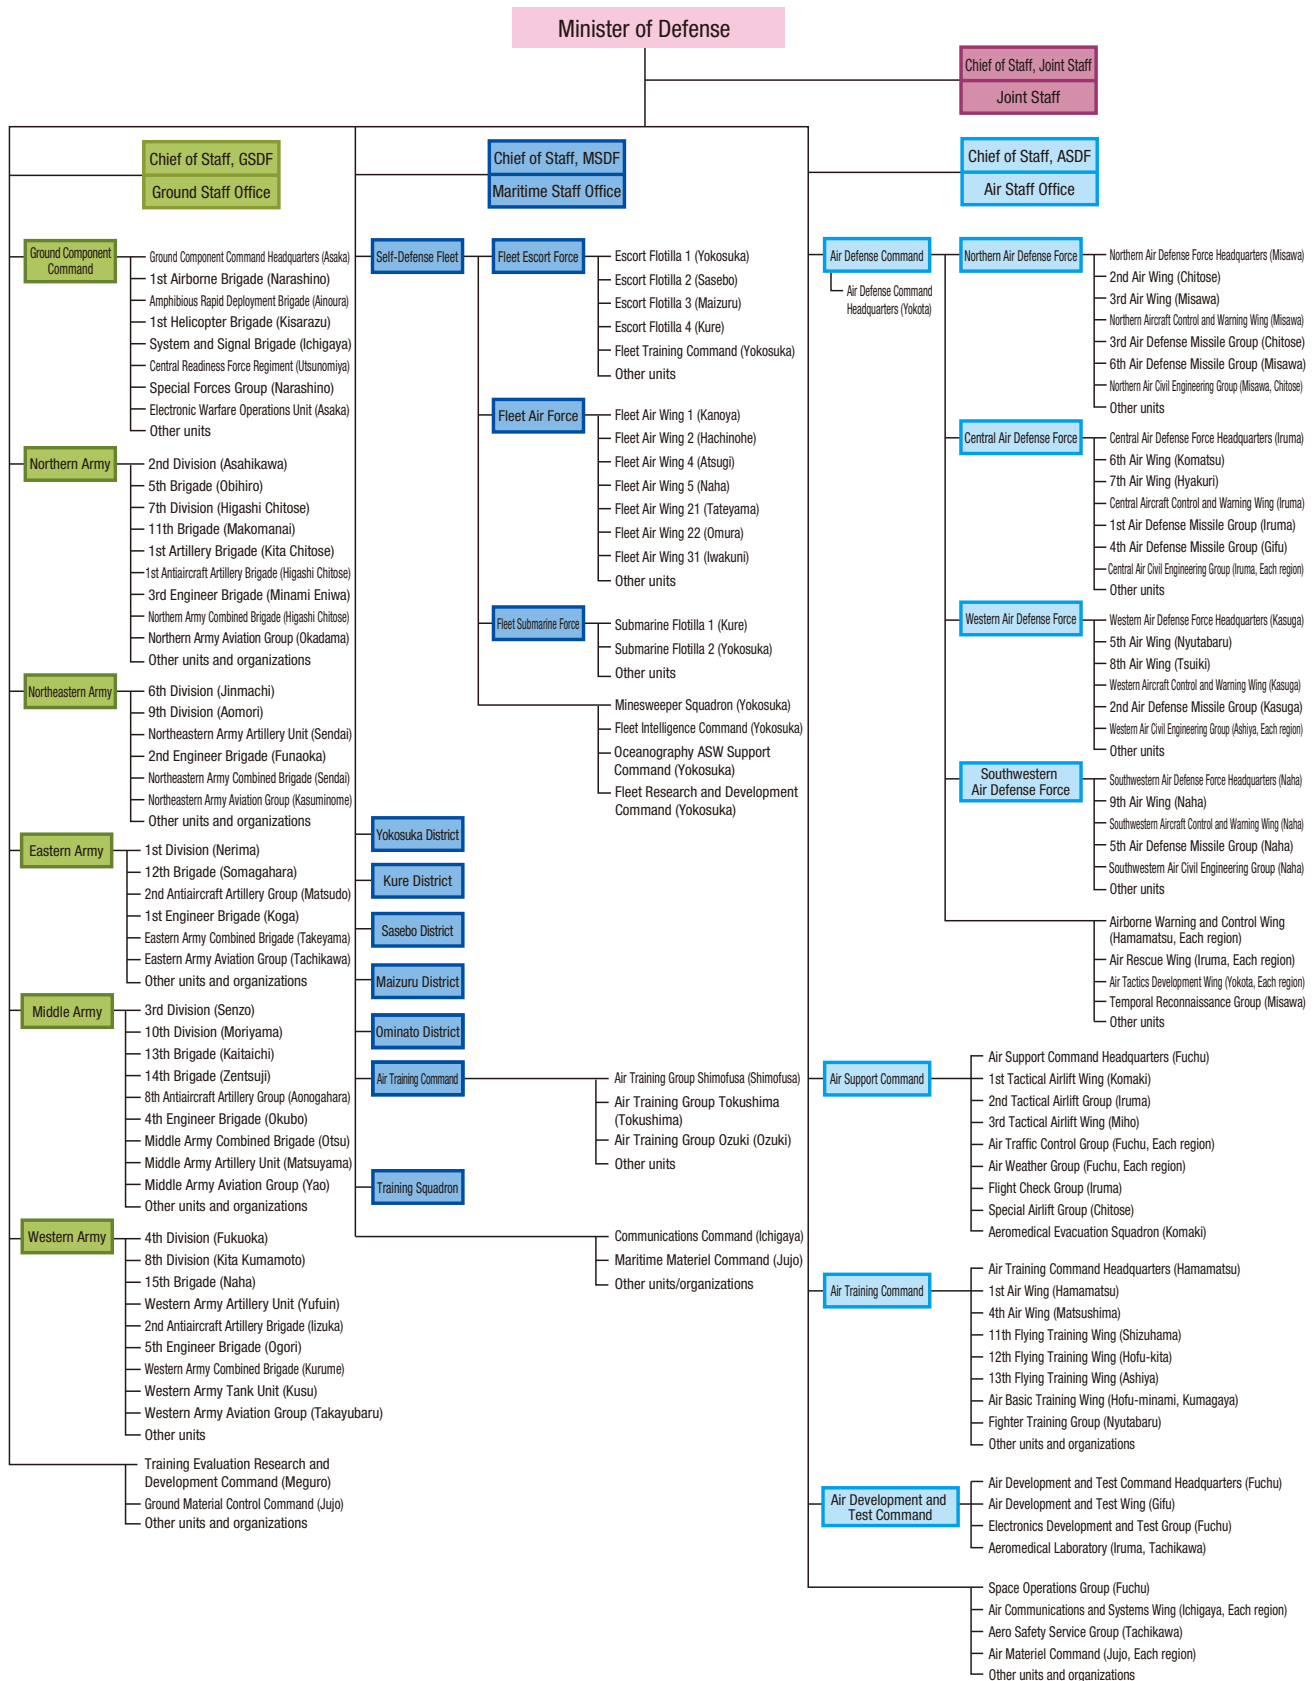 Minister of Defense
Chief of Staff, Joint Staff
Joint Staff
Chief of Staff, GSDF
Ground Staff Office
Chief of Staff, MSDF
Maritime Staff Office
Chief of Staff, ASDF
Air Staff Office
Ground Component
Command
Ground Component Command Headquarters (Asaka)
1st Airborne Brigade (Narashino)
Amphibious Rapid Deployment Brigade (Ainoura)
1st Helicopter Brigade (Kisarazu)
System and Signal Brigade (Ichigaya)
Central Readiness Force Regiment (Utsunomiya)
Special Forces Group (Narashino)
Electronic Warfare Operations Unit (Asaka)
Other units
Northern Army
2nd Division (Asahikawa)
5th Brigade (Obihiro)
7th Division (Higashi Chitose)
11th Brigade (Makomanai)
1st Artillery Brigade (Kita Chitose)
1st Antiaircraft Artillery Brigade (Higashi Chitose)
3rd Engineer Brigade (Minami Eniwa)
Northern Army Combined Brigade (Higashi Chitose)
Northern Army Aviation Group (Okadama)
Other units and organizations
Northeastern Army
6th Division (Jinmachi)
9th Division (Aomori)
Northeastern Army Artillery Unit (Sendai)
2nd Engineer Brigade (Funaoka)
Northeastern Army Combined Brigade (Sendai)
Northeastern Army Aviation Group (Kasuminome)
Other units and organizations
Eastern Army
1st Division (Nerima)
12th Brigade (Somagahara)
2nd Antiaircraft Artillery Group (Matsudo)
1st Engineer Brigade (Koga)
Eastern Army Combined Brigade (Takeyama)
Eastern Army Aviation Group (Tachikawa)
Other units and organizations
Middle Army
3rd Division (Senzo)
10th Division (Moriyama)
13th Brigade (Kaitaichi)
14th Brigade (Zentsuji)
8th Antiaircraft Artillery Group (Aonogahara)
4th Engineer Brigade (Okubo)
Middle Army Combined Brigade (Otsu)
Middle Army Artillery Unit (Matsuyama)
Middle Army Aviation Group (Yao)
Other units and organizations
Western Army
4th Division (Fukuoka)
8th Division (Kita Kumamoto)
15th Brigade (Naha)
Western Army Artillery Unit (Yufuin)
2nd Antiaircraft Artillery Brigade (Iizuka)
5th Engineer Brigade (Ogori)
Western Army Combined Brigade (Kurume)
Western Army Tank Unit (Kusu)
Western Army Aviation Group (Takayubaru)
Other units
Training Evaluation Research and
Development Command (Meguro)
Ground Material Control Command (Jujo)
Other units and organizations
Self-Defense Fleet
Fleet Escort Force
Escort Flotilla 1 (Yokosuka)
Escort Flotilla 2 (Sasebo)
Escort Flotilla 3 (Maizuru)
Escort Flotilla 4 (Kure)
Fleet Training Command (Yokosuka)
Other units
Fleet Air Force
Fleet Air Wing 1 (Kanoya)
Fleet Air Wing 2 (Hachinohe)
Fleet Air Wing 4 (Atsugi)
Fleet Air Wing 5 (Naha)
Fleet Air Wing 21 (Tateyama)
Fleet Air Wing 22 (Omura)
Fleet Air Wing 31 (Iwakuni)
Other units
Fleet Submarine Force
Submarine Flotilla 1 (Kure)
Submarine Flotilla 2 (Yokosuka)
Other units
Minesweeper Squadron (Yokosuka)
Fleet Intelligence Command (Yokosuka)
Oceanography ASW Support
Command (Yokosuka)
Fleet Research and Development
Command (Yokosuka)
Yokosuka District
Kure District
Sasebo District
Maizuru District
Ominato District
Air Training Command
Air Training Group Shimofusa (Shimofusa)
Air Training Group Tokushima
(Tokushima)
Air Training Group Ozuki (Ozuki)
Other units
Training Squadron
Communications Command (Ichigaya)
Maritime Materiel Command (Jujo)
Other units/organizations
Air Defense Command
Air Defense Command
Headquarters (Yokota)
Northern Air Defense Force
Northern Air Defense Force Headquarters (Misawa)
2nd Air Wing (Chitose)
3rd Air Wing (Misawa)
Northern Aircraft Control and Warning Wing (Misawa)
3rd Air Defense Missile Group (Chitose)
6th Air Defense Missile Group (Misawa)
Northern Air Civil Engineering Group (Misawa, Chitose)
Other units
Central Air Defense Force
Central Air Defense Force Headquarters (Iruma)
6th Air Wing (Komatsu)
7th Air Wing (Hyakuri)
Central Aircraft Control and Warning Wing (Iruma)
1st Air Defense Missile Group (Iruma)
4th Air Defense Missile Group (Gifu)
Central Air Civil Engineering Group (Iruma, Each region)
Other units
Western Air Defense Force
Western Air Defense Force Headquarters (Kasuga)
5th Air Wing (Nyutabaru)
8th Air Wing (Tsuiki)
Western Aircraft Control and Warning Wing (Kasuga)
2nd Air Defense Missile Group (Kasuga)
Western Air Civil Engineering Group (Ashiya, Each region)
Other units
Southwestern
Air Defense Force
Southwestern Air Defense Force Headquarters (Naha)
9th Air Wing (Naha)
Southwestern Aircraft Control and Warning Wing (Naha)
5th Air Defense Missile Group (Naha)
Southwestern Air Civil Engineering Group (Naha)
Other units
Airborne Warning and Control Wing
(Hamamatsu, Each region)
Air Rescue Wing (Iruma, Each region)
Air Tactics Development Wing (Yokota, Each region)
Temporal Reconnaissance Group (Misawa)
Other units
Air Support Command
Air Support Command Headquarters (Fuchu)
1st Tactical Airlift Wing (Komaki)
2nd Tactical Airlift Group (Iruma)
3rd Tactical Airlift Wing (Miho)
Air Traffic Control Group (Fuchu, Each region)
Air Weather Group (Fuchu, Each region)
Flight Check Group (Iruma)
Special Airlift Group (Chitose)
Aeromedical Evacuation Squadron (Komaki)
Air Training Command
Air Training Command Headquarters (Hamamatsu)
1st Air Wing (Hamamatsu)
4th Air Wing (Matsushima)
11th Flying Training Wing (Shizuhama)
12th Flying Training Wing (Hofu-kita)
13th Flying Training Wing (Ashiya)
Air Basic Training Wing (Hofu-minami, Kumagaya)
Fighter Training Group (Nyutabaru)
Other units and organizations
Air Development and
Test Command
Air Development and Test Command Headquarters (Fuchu)
Air Development and Test Wing (Gifu)
Electronics Development and Test Group (Fuchu)
Aeromedical Laboratory (Iruma, Tachikawa)
Space Operations Group (Fuchu)
Air Communications and Systems Wing (Ichigaya, Each region)
Aero Safety Service Group (Tachikawa)
Air Materiel Command (Jujo, Each region)
Other units and organizations